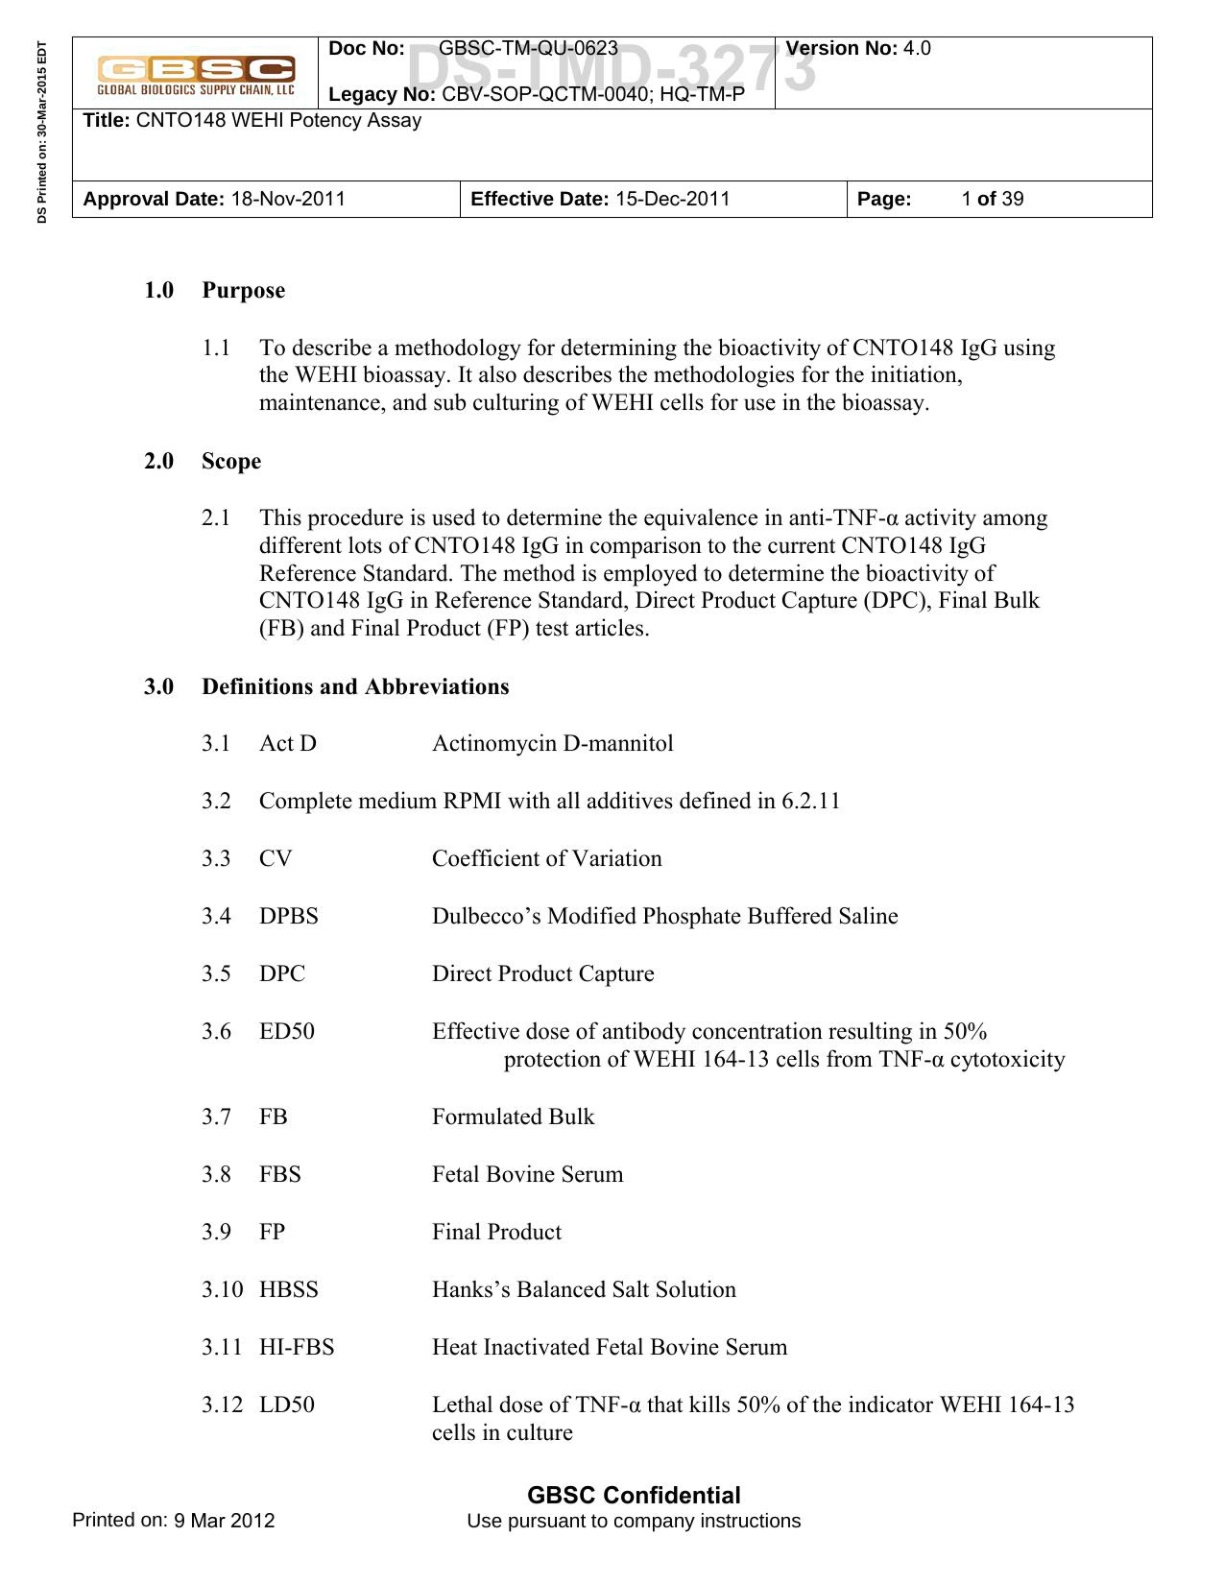 DS Printed on: 30-Mar-2015 EDT
GBSC
GLOBAL BIOLOGICS SUPPLY CHAIN, LLC
Doc No: GBSC-TM-QU-0623
Version No: 4.0
DS-TMD-3273
Legacy No: CBV-SOP-QCTM-0040; HQ-TM-P
Title: CNTO148 WEHI Potency Assay
Approval Date: 18-Nov-2011
Effective Date: 15-Dec-2011
Page: 1 of 39
1.0 Purpose
1.1 To describe a methodology for determining the bioactivity of CNTO148 IgG using
the WEHI bioassay. It also describes the methodologies for the initiation,
maintenance, and sub culturing of WEHI cells for use in the bioassay.
2.0 Scope
2.1 This procedure is used to determine the equivalence in anti-TNF-α activity among
different lots of CNTO148 IgG in comparison to the current CNTO148 IgG
Reference Standard. The method is employed to determine the bioactivity of
CNTO148 IgG in Reference Standard, Direct Product Capture (DPC), Final Bulk
(FB) and Final Product (FP) test articles.
3.0 Definitions and Abbreviations
3.1 Act D Actinomycin D-mannitol
3.2 Complete medium RPMI with all additives defined in 6.2.11
3.3 CV Coefficient of Variation
3.4 DPBS Dulbecco’s Modified Phosphate Buffered Saline
3.5 DPC Direct Product Capture
3.6 ED50 Effective dose of antibody concentration resulting in 50%
protection of WEHI 164-13 cells from TNF-α cytotoxicity
3.7 FB Formulated Bulk
3.8 FBS Fetal Bovine Serum
3.9 FP Final Product
3.10 HBSS Hanks’s Balanced Salt Solution
3.11 HI-FBS Heat Inactivated Fetal Bovine Serum
3.12 LD50 Lethal dose of TNF-α that kills 50% of the indicator WEHI 164-13
cells in culture
GBSC Confidential
Printed on: 9 Mar 2012
Use pursuant to company instructions